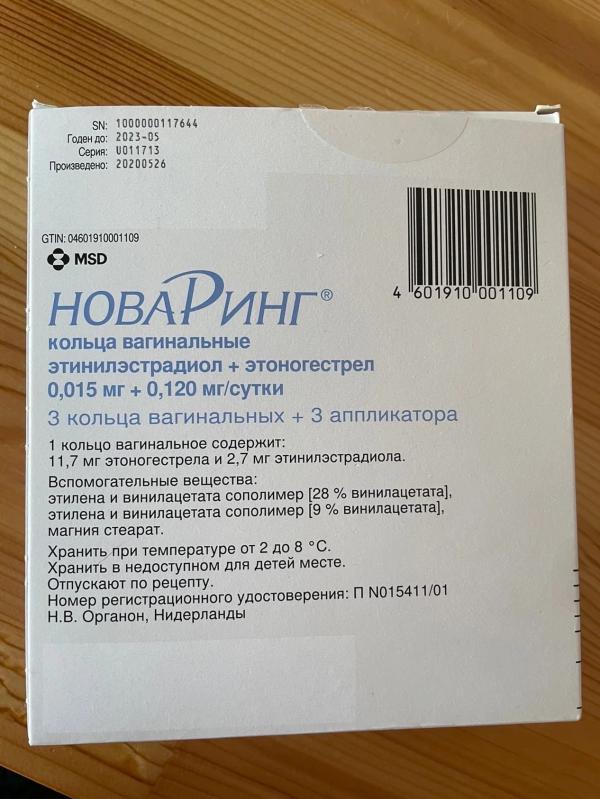 SN: 1000000117644
Годен до: 2023-05
Серия: U011713
Произведено: 20200526
GTIN: 04601910001109
MSD
4 601910 001109
НОВАРИНГ®
кольца вагинальные
этинилэстрадиол + этоногестрел
0,015 мг + 0,120 мг/сутки
3 кольца вагинальных + 3 аппликатора
1 кольцо вагинальное содержит:
11,7 мг этоногестрела и 2,7 мг этинилэстрадиола.
Вспомогательные вещества:
этилена и винилацетата сополимер [28 % винилацетата],
этилена и винилацетата сополимер [9 % винилацетата],
магния стеарат.
Хранить при температуре от 2 до 8 °C.
Хранить в недоступном для детей месте.
Отпускают по рецепту.
Номер регистрационного удостоверения: П N015411/01
Н.В. Органон, Нидерланды